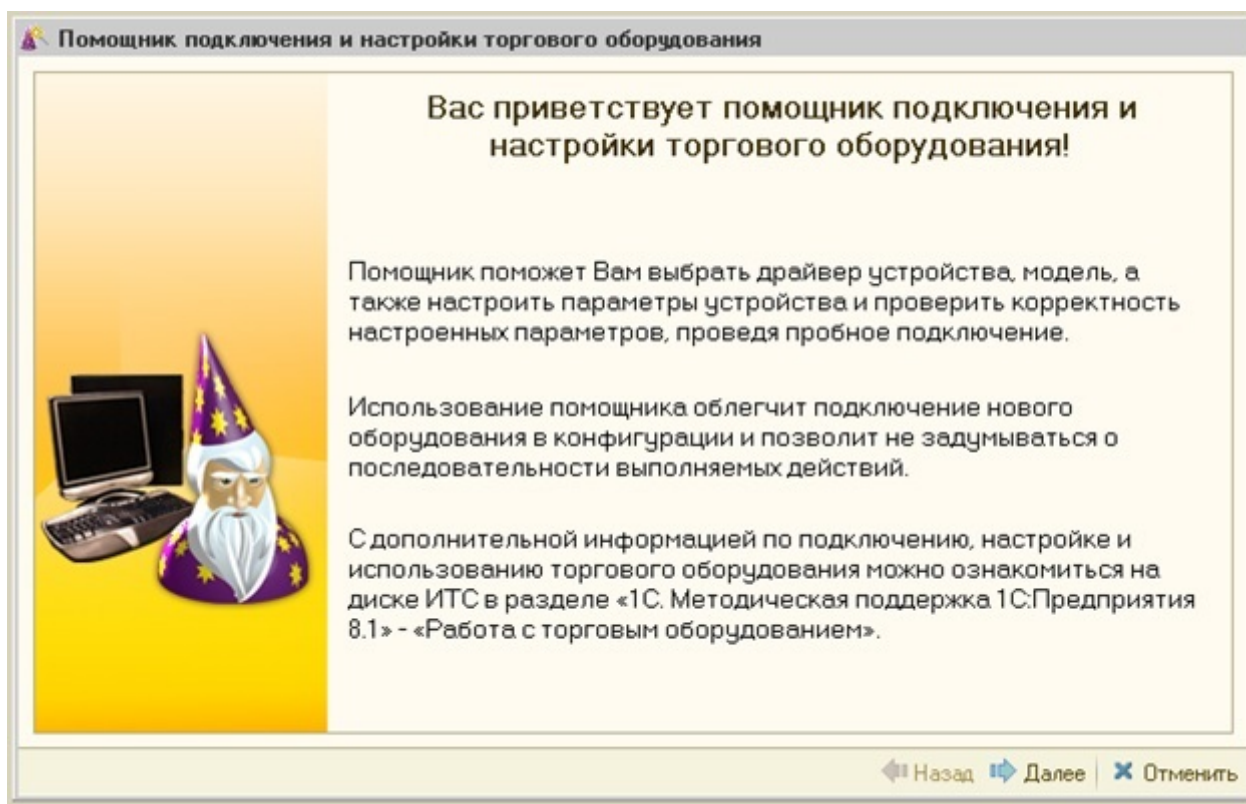 Помощник подключения и настройки торгового оборудования
Вас приветствует помощник подключения и
настройки торгового оборудования!
Помощник поможет Вам выбрать драйвер устройства, модель, а
также настроить параметры устройства и проверить корректность
настроенных параметров, проведя пробное подключение.
Использование помощника облегчит подключение нового
оборудования в конфигурации и позволит не задумываться о
последовательности выполняемых действий.
С дополнительной информацией по подключению, настройке и
использованию торгового оборудования можно ознакомиться на
диске ИТС в разделе «1С. Методическая поддержка 1С:Предприятия
8.1» - «Работа с торговым оборудованием».
Назад Далее Отменить